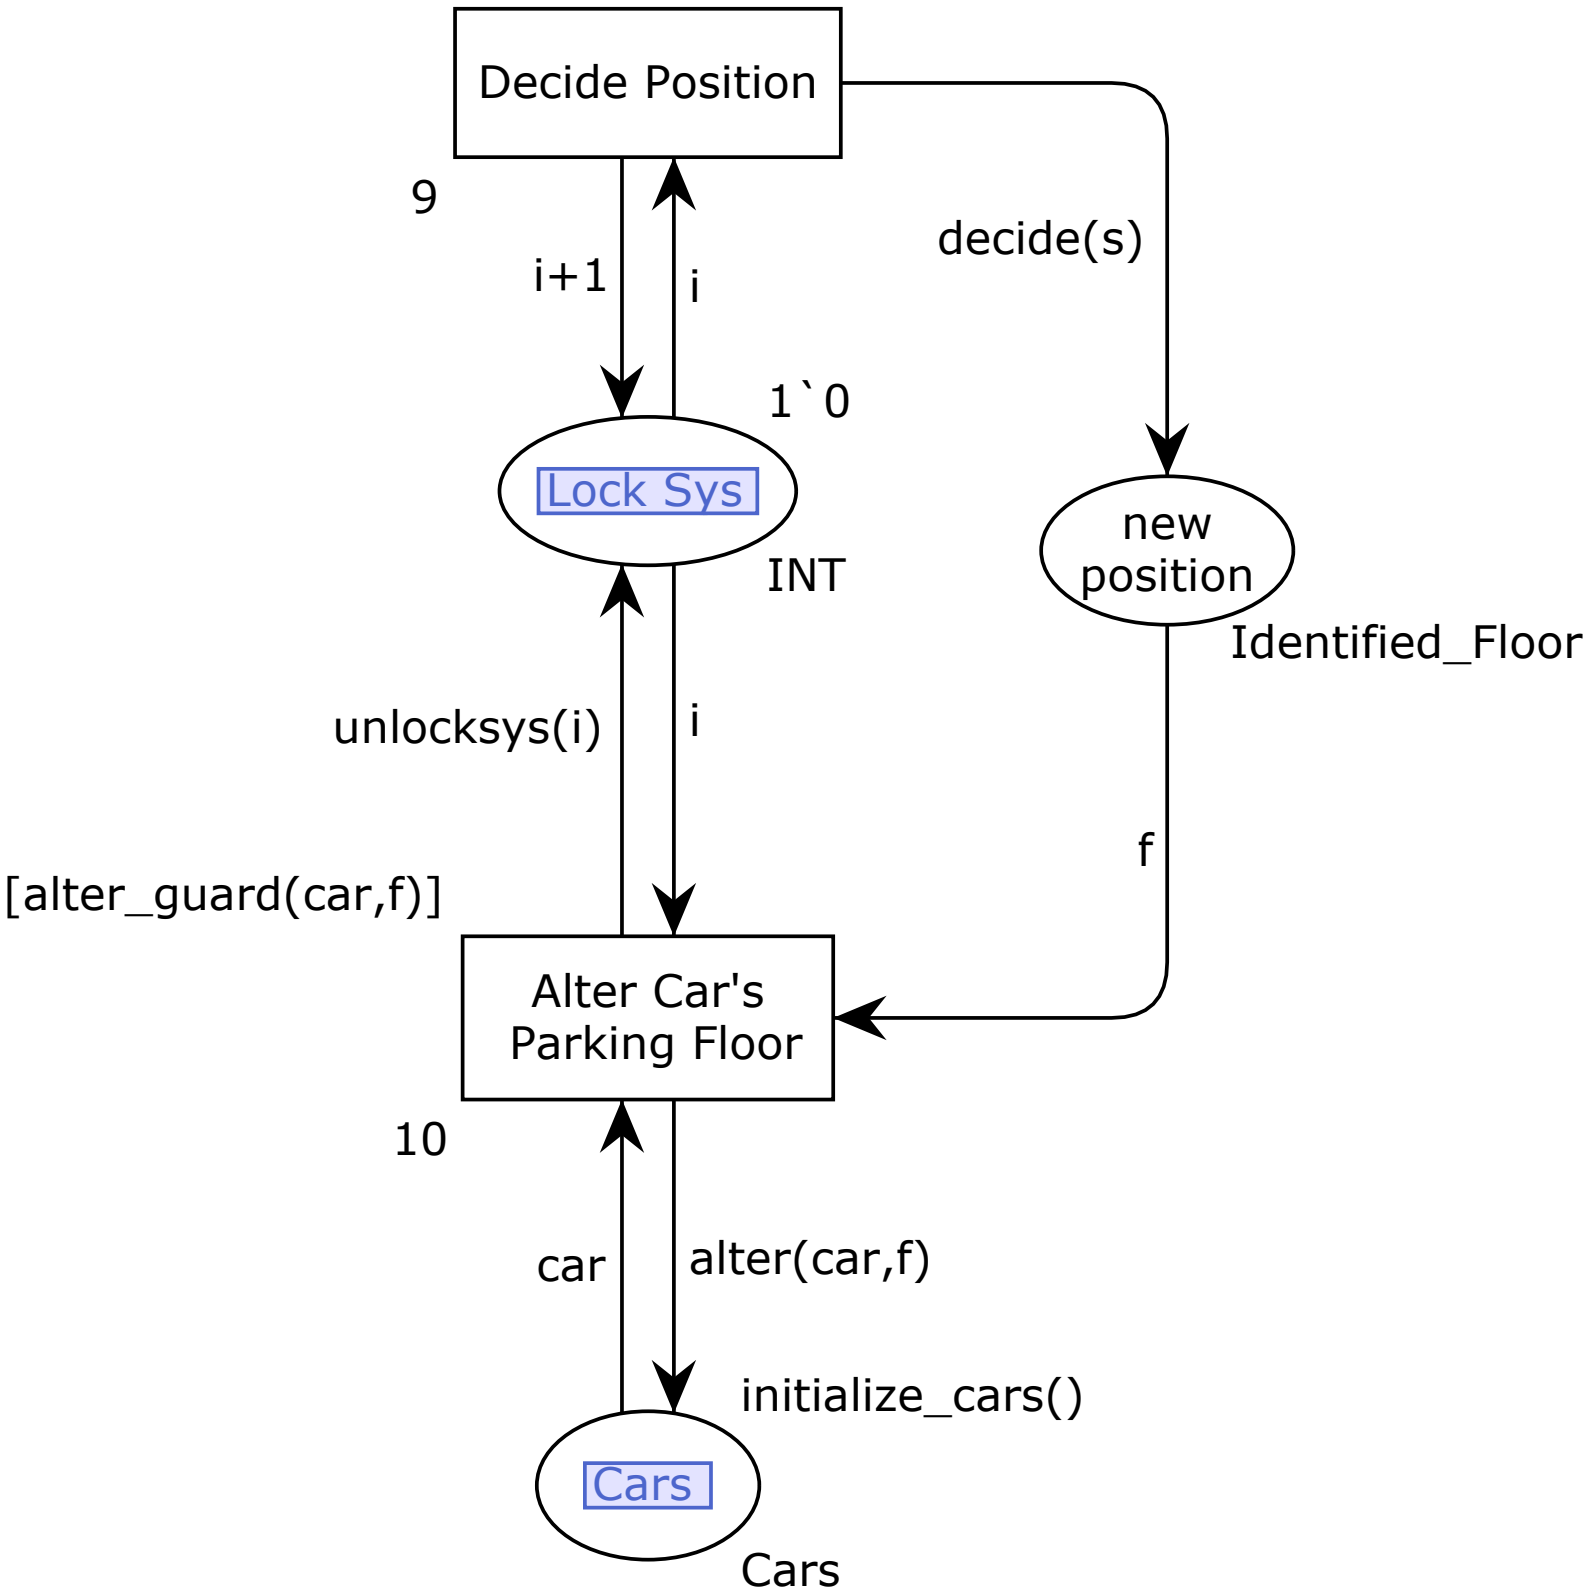 Decide Position
9
decide(s)
i+1
i
1`0
Lock Sys
new
position
INT
Identified_Floor
unlocksys(i)
i
f
[alter_guard(car,f)]
Alter Car's
Parking Floor
10
car
alter(car,f)
initialize_cars()
Cars
Cars